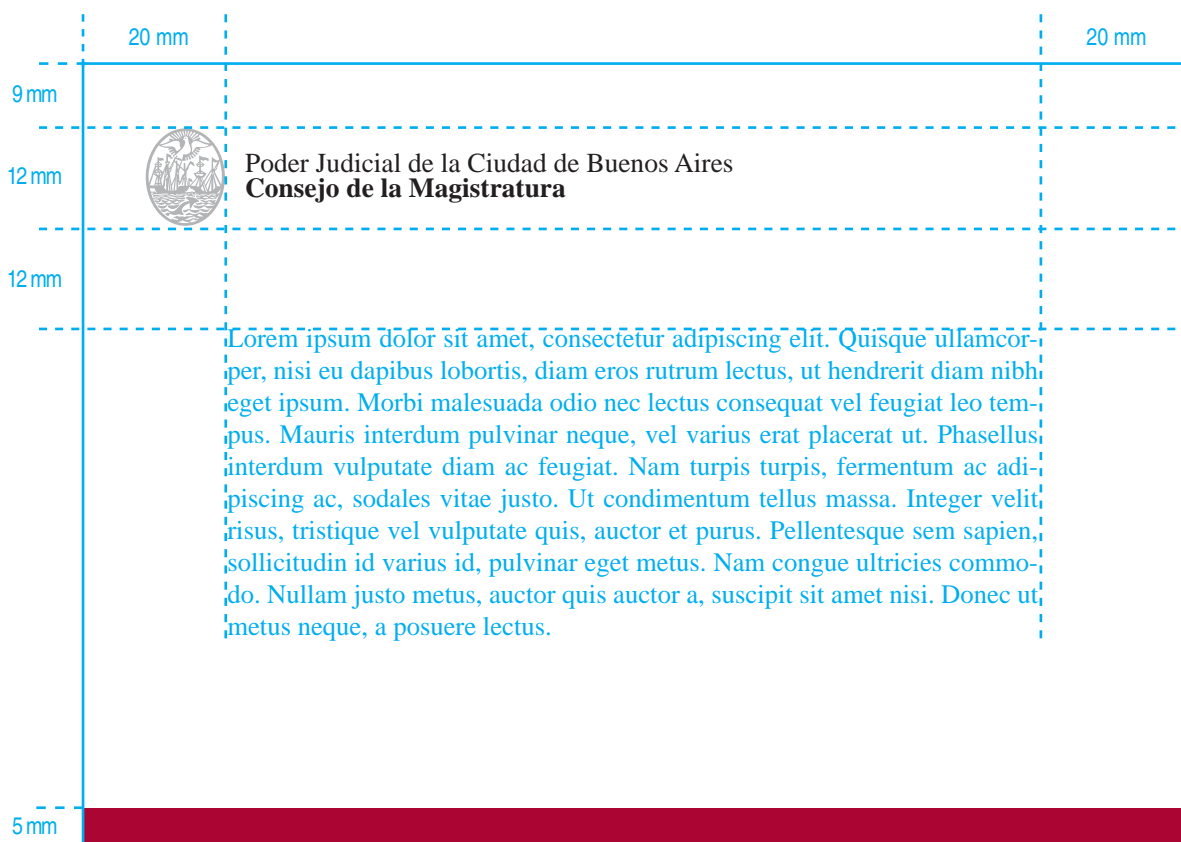 20 mm
20 mm
9 mm
12 mm
Poder Judicial de la Ciudad de Buenos Aires
Consejo de la Magistratura
12 mm
Lorem ipsum dolor sit amet, consectetur adipiscing elit. Quisque ullamcor-
per, nisi eu dapibus lobortis, diam eros rutrum lectus, ut hendrerit diam nibh
eget ipsum. Morbi malesuada odio nec lectus consequat vel feugiat leo tem-
pus. Mauris interdum pulvinar neque, vel varius erat placerat ut. Phasellus
interdum vulputate diam ac feugiat. Nam turpis turpis, fermentum ac adi-
piscing ac, sodales vitae justo. Ut condimentum tellus massa. Integer velit
risus, tristique vel vulputate quis, auctor et purus. Pellentesque sem sapien,
sollicitudin id varius id, pulvinar eget metus. Nam congue ultricies commo-
do. Nullam justo metus, auctor quis auctor a, suscipit sit amet nisi. Donec ut
metus neque, a posuere lectus.
5 mm